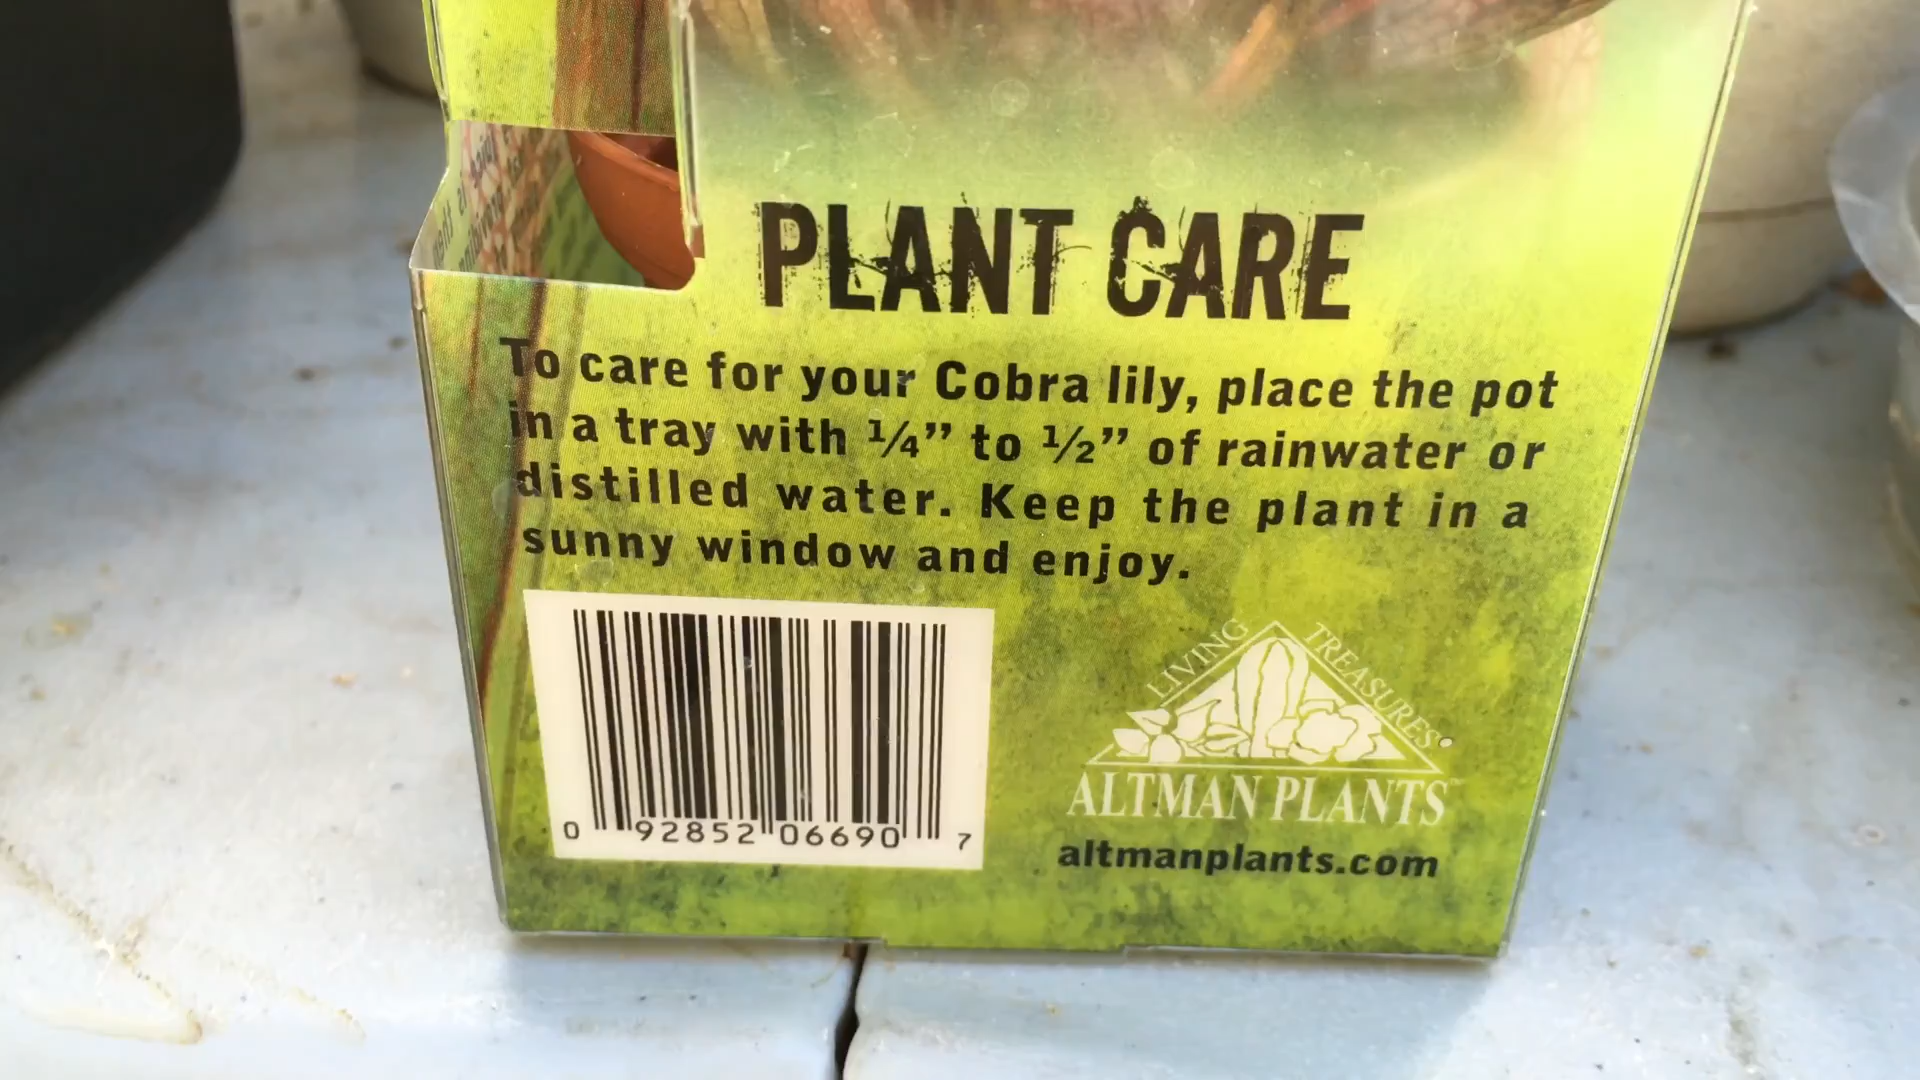 PLANT CARE
To care for your Cobra lily, place the pot
in a tray with ¼” to ½” of rainwater or
distilled water. Keep the plant in a
sunny window and enjoy.
0 92852 06690 7
LIVING TREASURES
ALTMAN PLANTS
altmanplants.com